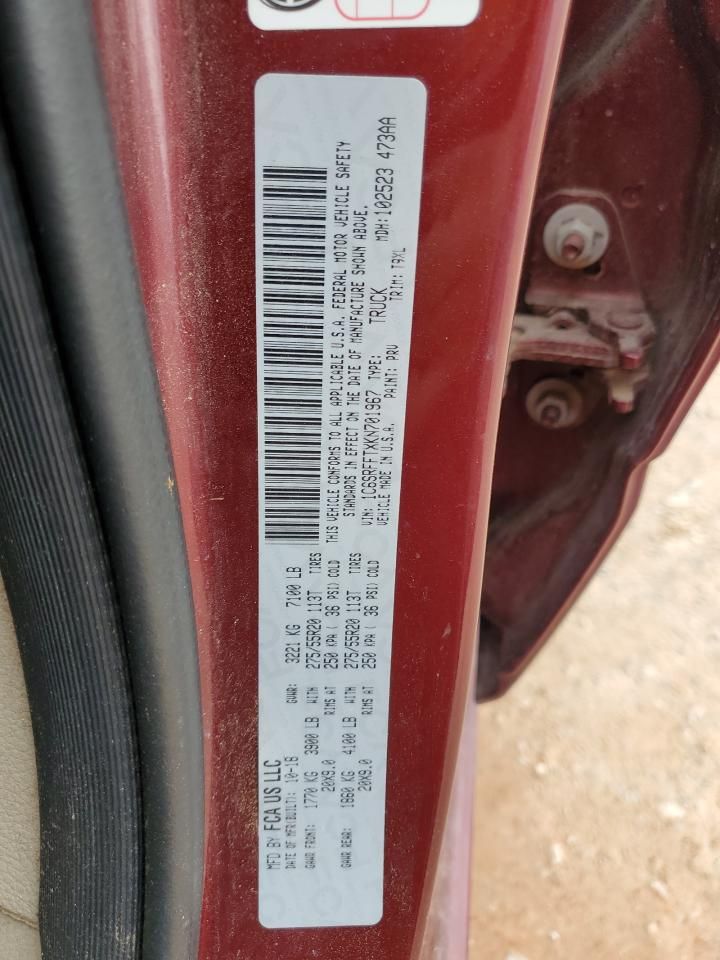 MFD BY FCA US LLC
DATE OF MFR(BUILT): 10-18 GVWR: 3221 KG 7100 LB
GAWR FRONT: 1770 KG 3900 LB WITH 275/55R20 113T TIRES
20X9.0 RIMS AT 250 KPA ( 36 PSI) COLD
GAWR REAR: 1860 KG 4100 LB WITH 275/55R20 113T TIRES
20X9.0 RIMS AT 250 KPA ( 36 PSI) COLD
THIS VEHICLE CONFORMS TO ALL APPLICABLE U.S.A. FEDERAL MOTOR VEHICLE SAFETY
STANDARDS IN EFFECT ON THE DATE OF MANUFACTURE SHOWN ABOVE.
VIN: 1C6SRFFTXKN701967 TYPE: TRUCK MDH: 102523 473AA
VEHICLE MADE IN U.S.A. PAINT: PRV TRIM: T9XL